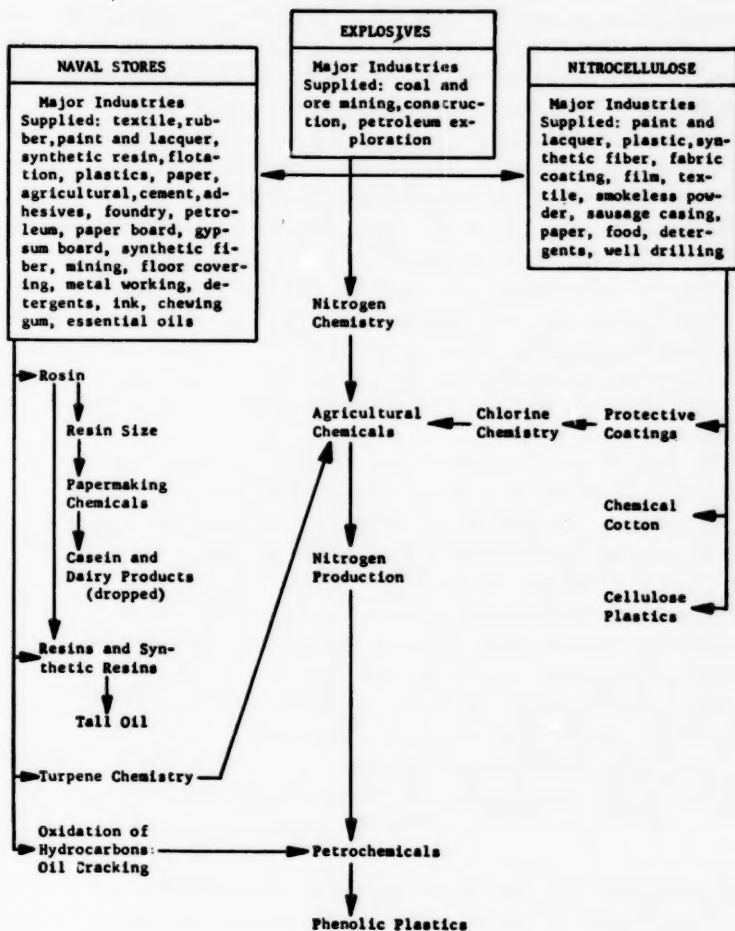 EXPLOSIVES
Major Industries
Supplied: coal and
ore mining,construc-
tion, petroleum ex-
ploration
NAVAL STORES
Major Industries
Supplied: textile,rub-
ber,paint and lacquer,
synthetic resin,flota-
tion, plastics, paper,
agricultural,cement,ad-
hesives, foundry, petro-
leum, paper board, gyp-
sum board, synthetic fi-
ber, mining, floor cover-
ing, metal working, de-
tergents, ink, chewing
gum, essential oils
NITROCELLULOSE
Major Industries
Supplied: paint and
lacquer, plastic,syn-
thetic fiber, fabric
coating, film, tex-
tile, smokeless pow-
der, sausage casing,
paper, food, deter-
gents, well drilling
Nitrogen
Chemistry
Rosin
Resin Size
Papermaking
Chemicals
Casein and
Dairy Products
(dropped)
Agricultural
Chemicals
Chlorine
Chemistry
Protective
Coatings
Chemical
Cotton
Nitrogen
Production
Cellulose
Plastics
Resins and Syn-
thetic Resins
Tall Oil
Turpene Chemistry
Oxidation of
Hydrocarbons:
Oil Cracking
Petrochemicals
Phenolic Plastics